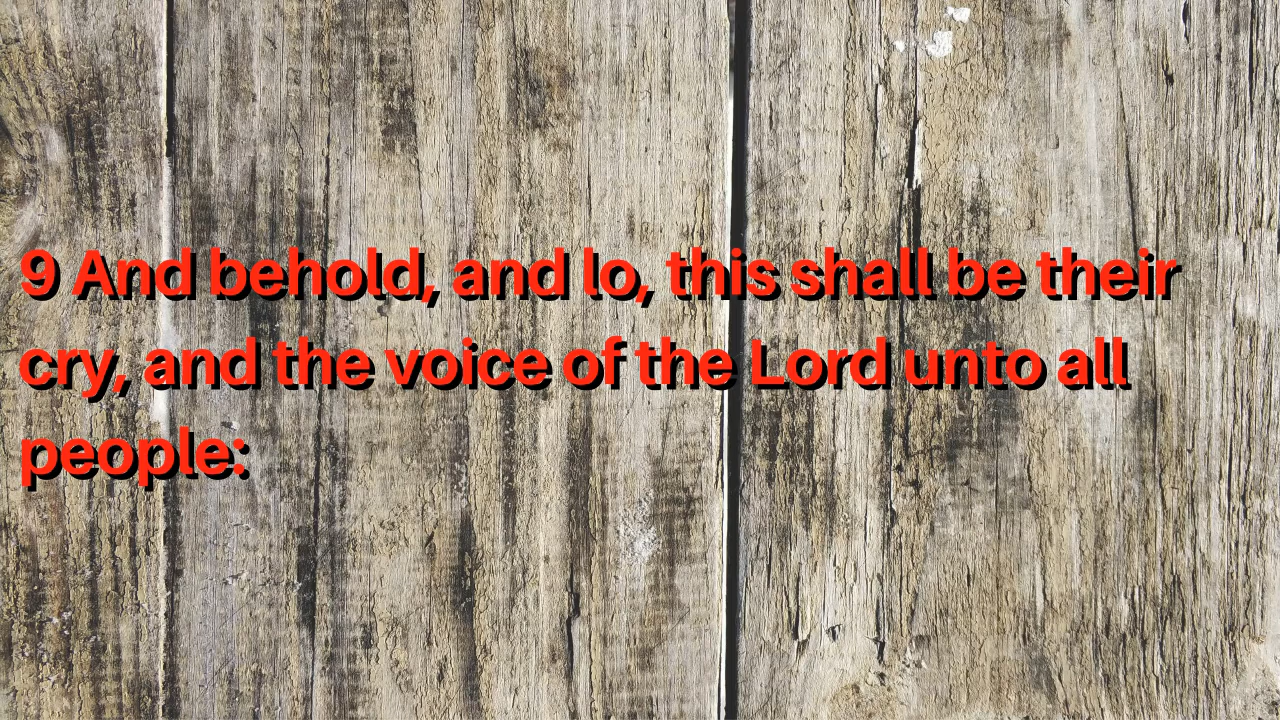 9 And behold, and lo, this shall be their
cry, and the voice of the Lord unto all
people: